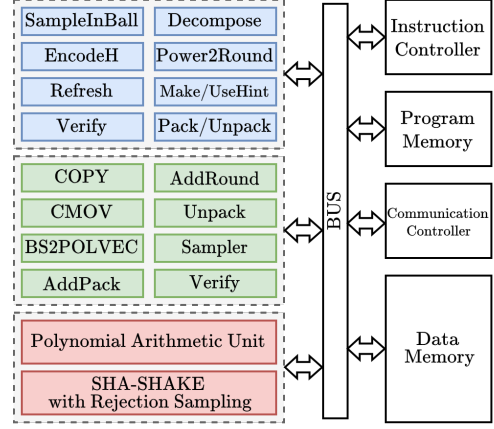 SampleInBall
Decompose
EncodeH
Power2Round
Refresh
Make/UseHint
Verify
Pack/Unpack
COPY
AddRound
CMOV
Unpack
BS2POLVEC
Sampler
AddPack
Verify
Polynomial Arithmetic Unit
SHA-SHAKE
with Rejection Sampling
BUS
Instruction
Controller
Program
Memory
Communication
Controller
Data
Memory